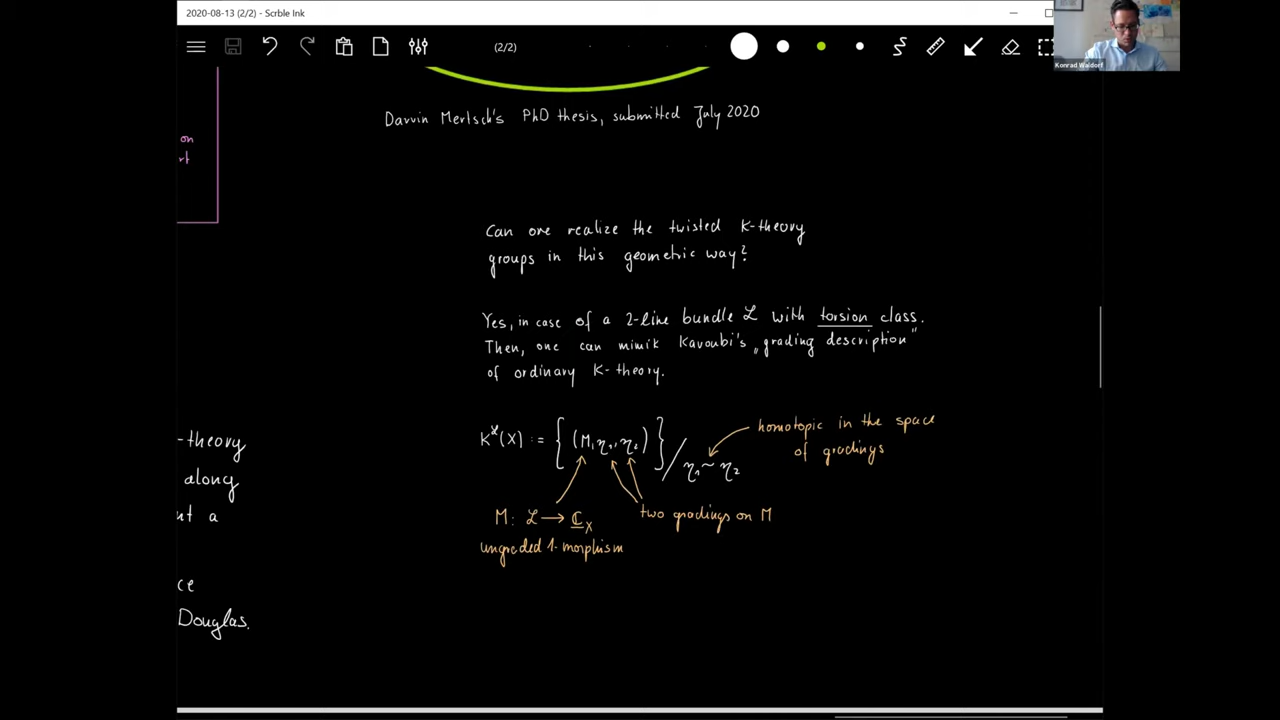 2020-08-13 (2/2) - Scrble Ink
(2/2)
Konrad Waldorf
Darvin Mertsch's PhD thesis, submitted July 2020
on
rt
Can one realize the twisted K-theory
groups in this geometric way?
Yes, in case of a 2-line bundle ℒ with torsion class.
Then, one can mimik Karoubi's „grading description"
of ordinary K-theory.
K^ℒ(X) := { (M, η₁, η₂) } / η₁ ~ η₂
homotopic in the space
of gradings
M: ℒ → ℂ_X
ungraded 1-morphism
two gradings on M
-theory
along
nt a
ce
Douglas.